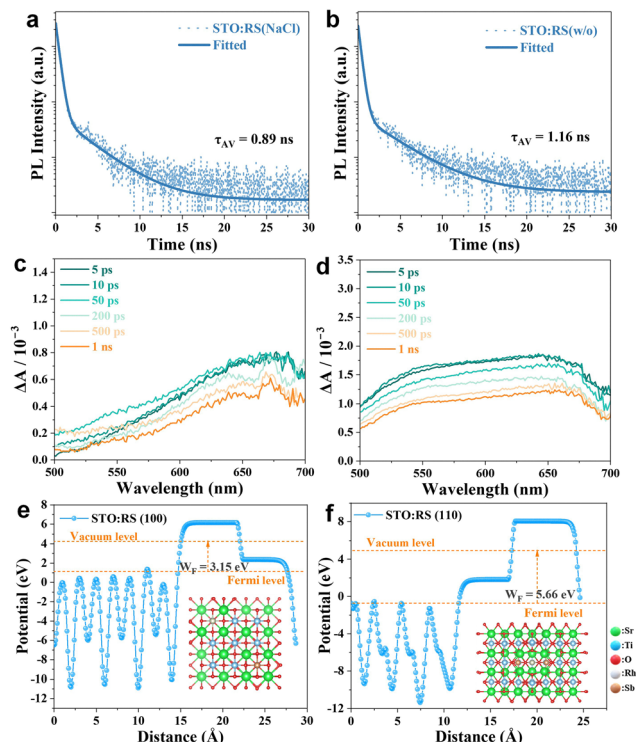 a
STO:RS(NaCl)
Fitted
τAV = 0.89 ns
PL Intensity (a.u.)
0 5 10 15 20 25 30
Time (ns)
b
STO:RS(w/o)
Fitted
τAV = 1.16 ns
PL Intensity (a.u.)
0 5 10 15 20 25 30
Time (ns)
c
5 ps
10 ps
50 ps
200 ps
500 ps
1 ns
ΔA / 10⁻³
1.4
1.2
1.0
0.8
0.6
0.4
0.2
0.0
500 550 600 650 700
Wavelength (nm)
d
5 ps
10 ps
50 ps
200 ps
500 ps
1 ns
ΔA / 10⁻³
3.5
3.0
2.5
2.0
1.5
1.0
0.5
0.0
500 550 600 650 700
Wavelength (nm)
e
STO:RS (100)
Vacuum level
WF = 3.15 eV
Fermi level
Potential (eV)
8
6
4
2
0
-2
-4
-6
-8
-10
-12
0 5 10 15 20 25 30
Distance (Å)
f
STO:RS (110)
Vacuum level
WF = 5.66 eV
Fermi level
Potential (eV)
8
4
0
-4
-8
-12
0 5 10 15 20 25
Distance (Å)
:Sr
:Ti
:O
:Rh
:Sb